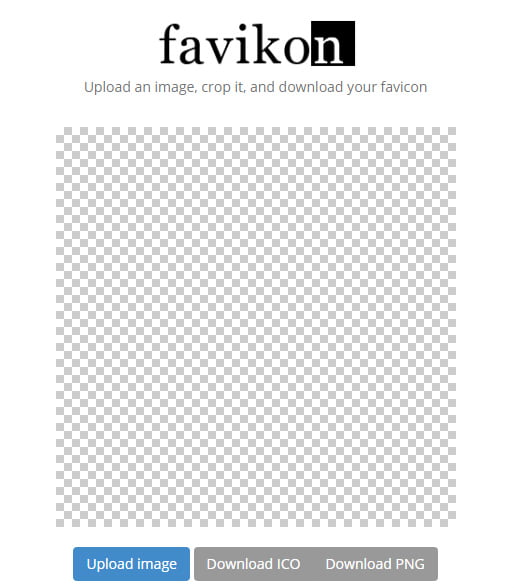 favikon
Upload an image, crop it, and download your favicon
Upload image
Download ICO
Download PNG